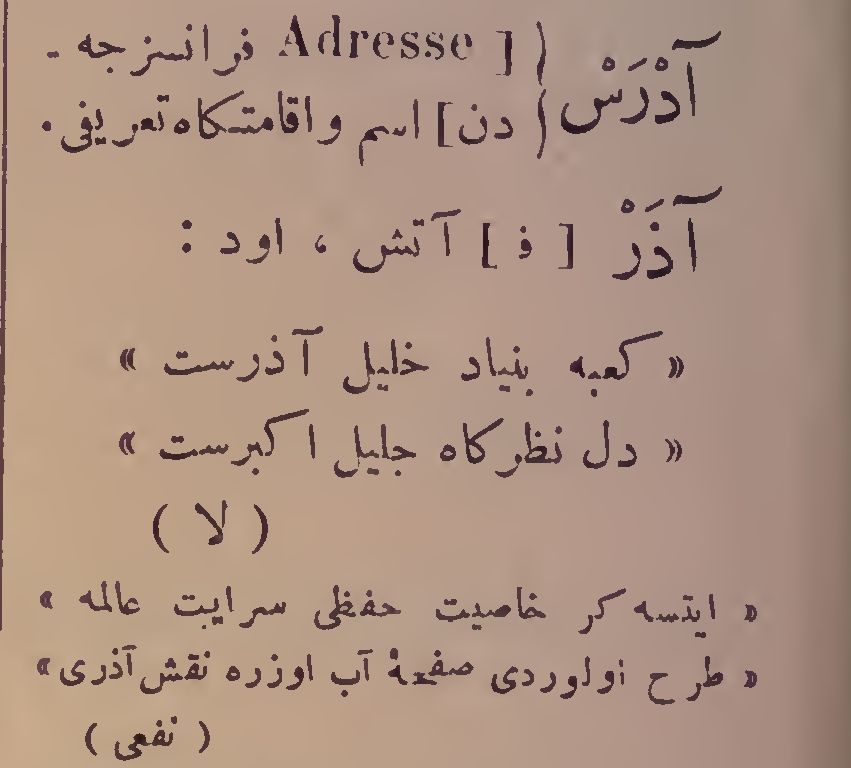 آدْرَسْ [ Adresse فرانسزجه -
دن] اسم واقامتكاه تعريفى.
آذَرْ [ ف ] آتش ، اود :
« كعبه بنياد خليل آذرست »
« دل نظركاه جليل اكبرست »
( لا )
« ايتسه كر خاصيت حفظى سرايت عالمه »
« طرح اولوردى صفحهٔ آب اوزره نقش آذرى »
( نفعى )